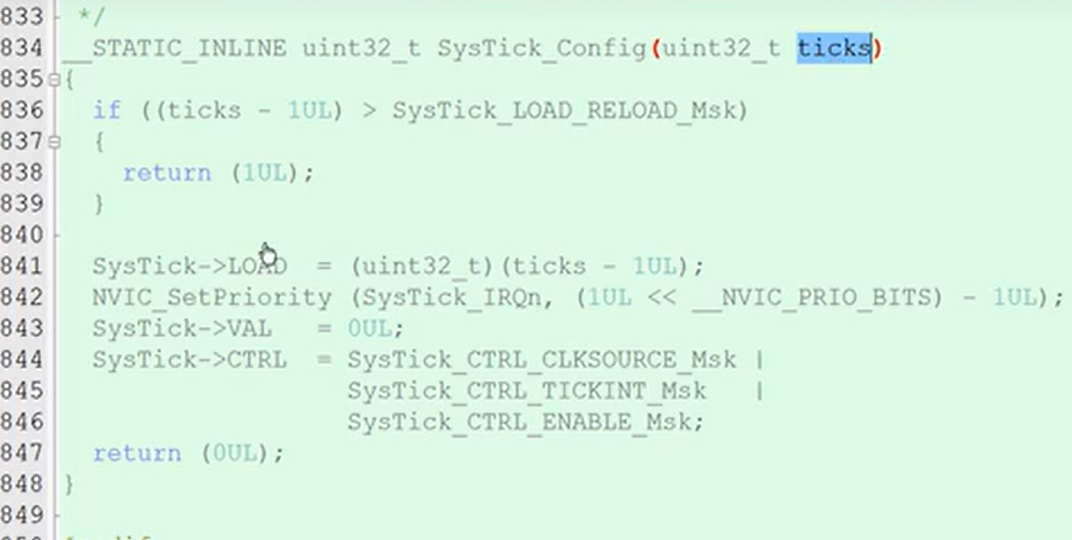 833 */
834 __STATIC_INLINE uint32_t SysTick_Config(uint32_t ticks)
835 {
836 if ((ticks - 1UL) > SysTick_LOAD_RELOAD_Msk)
837 {
838 return (1UL);
839 }
840
841 SysTick->LOAD = (uint32_t)(ticks - 1UL);
842 NVIC_SetPriority (SysTick_IRQn, (1UL << __NVIC_PRIO_BITS) - 1UL);
843 SysTick->VAL = 0UL;
844 SysTick->CTRL = SysTick_CTRL_CLKSOURCE_Msk |
845 SysTick_CTRL_TICKINT_Msk |
846 SysTick_CTRL_ENABLE_Msk;
847 return (0UL);
848 }
849